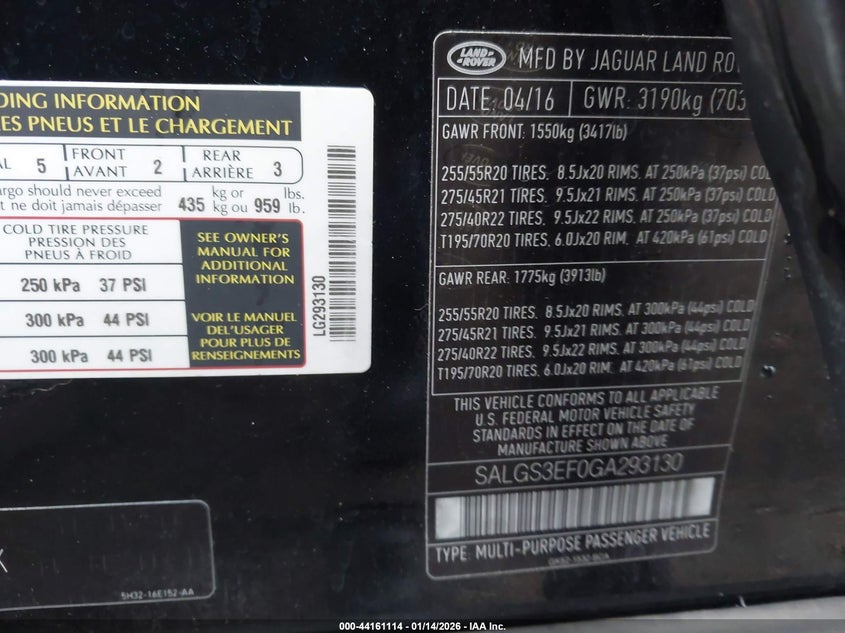 DING INFORMATION
ES PNEUS ET LE CHARGEMENT
AL 5 FRONT AVANT 2 REAR ARRIÈRE 3
argo should never exceed kg or lbs.
t ne doit jamais dépasser 435 kg ou 959 lb.
COLD TIRE PRESSURE
PRESSION DES
PNEUS À FROID
250 kPa 37 PSI
300 kPa 44 PSI
300 kPa 44 PSI
SEE OWNER'S
MANUAL FOR
ADDITIONAL
INFORMATION
VOIR LE MANUEL
DEL'USAGER
POUR PLUS DE
RENSEIGNEMENTS
LG293130
LAND ROVER
MFD BY JAGUAR LAND RO
DATE: 04/16 GWR: 3190kg (703
GAWR FRONT: 1550kg (3417lb)
255/55R20 TIRES, 8.5Jx20 RIMS, AT 250kPa (37psi) COLD
275/45R21 TIRES, 9.5Jx21 RIMS, AT 250kPa (37psi) COLD
275/40R22 TIRES, 9.5Jx22 RIMS, AT 250kPa (37psi) COLD
T195/70R20 TIRES, 6.0Jx20 RIM, AT 420kPa (61psi) COLD
GAWR REAR: 1775kg (3913lb)
255/55R20 TIRES, 8.5Jx20 RIMS, AT 300kPa (44psi) COLD
275/45R21 TIRES, 9.5Jx21 RIMS, AT 300kPa (44psi) COLD
275/40R22 TIRES, 9.5Jx22 RIMS, AT 300kPa (44psi) COLD
T195/70R20 TIRES, 6.0Jx20 RIM, AT 420kPa (61psi) COLD
THIS VEHICLE CONFORMS TO ALL APPLICABLE
U.S. FEDERAL MOTOR VEHICLE SAFETY
STANDARDS IN EFFECT ON THE DATE OF
MANUFACTURE SHOWN ABOVE
SALGS3EF0GA293130
TYPE: MULTI-PURPOSE PASSENGER VEHICLE
X
5H32-16E152-AA
000-44161114 - 01/14/2026 - IAA Inc.